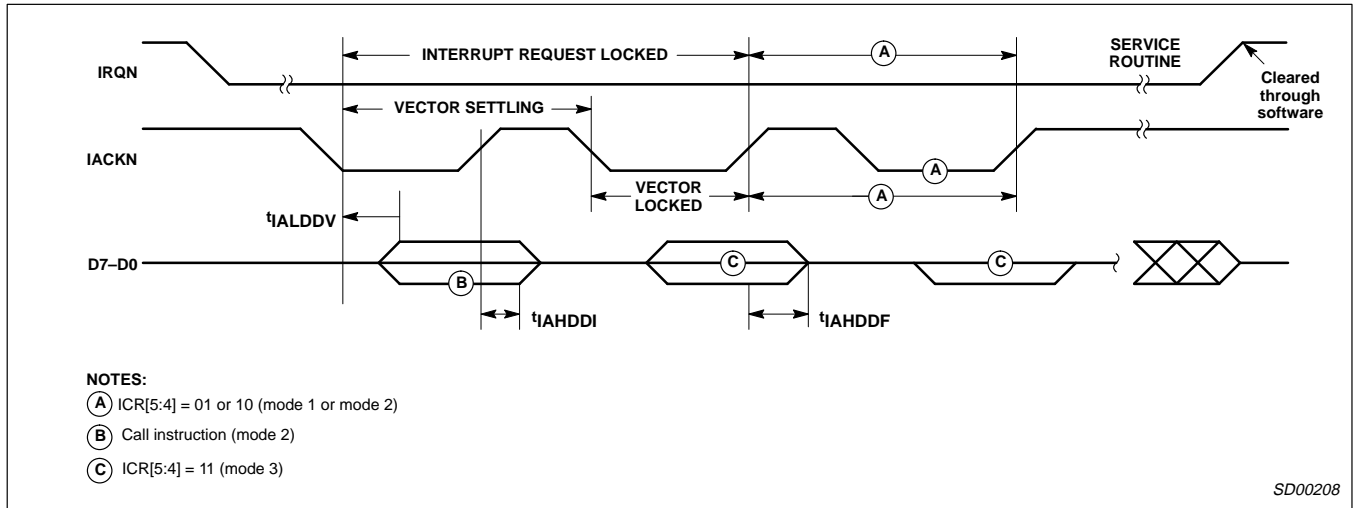 INTERRUPT REQUEST LOCKED
A
SERVICE
ROUTINE
IRQN
Cleared
through
software
VECTOR SETTLING
IACKN
A
VECTOR
LOCKED
A
tIALDDV
D7–D0
C
C
B
tIAHDDI
tIAHDDF
NOTES:
A ICR[5:4] = 01 or 10 (mode 1 or mode 2)
B Call instruction (mode 2)
C ICR[5:4] = 11 (mode 3)
SD00208